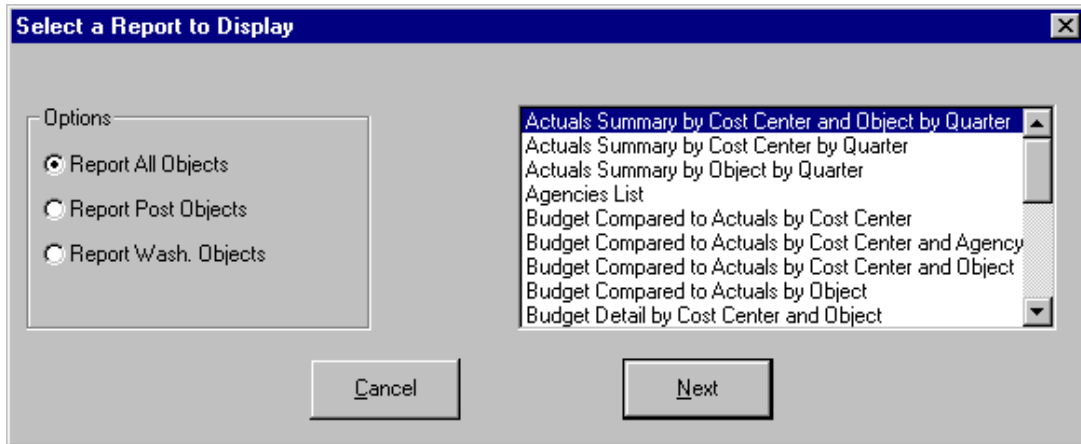 Select a Report to Display
Options
Report All Objects
Report Post Objects
Report Wash. Objects
Actuals Summary by Cost Center and Object by Quarter
Actuals Summary by Cost Center by Quarter
Actuals Summary by Object by Quarter
Agencies List
Budget Compared to Actuals by Cost Center
Budget Compared to Actuals by Cost Center and Agency
Budget Compared to Actuals by Cost Center and Object
Budget Compared to Actuals by Object
Budget Detail by Cost Center and Object
Cancel
Next